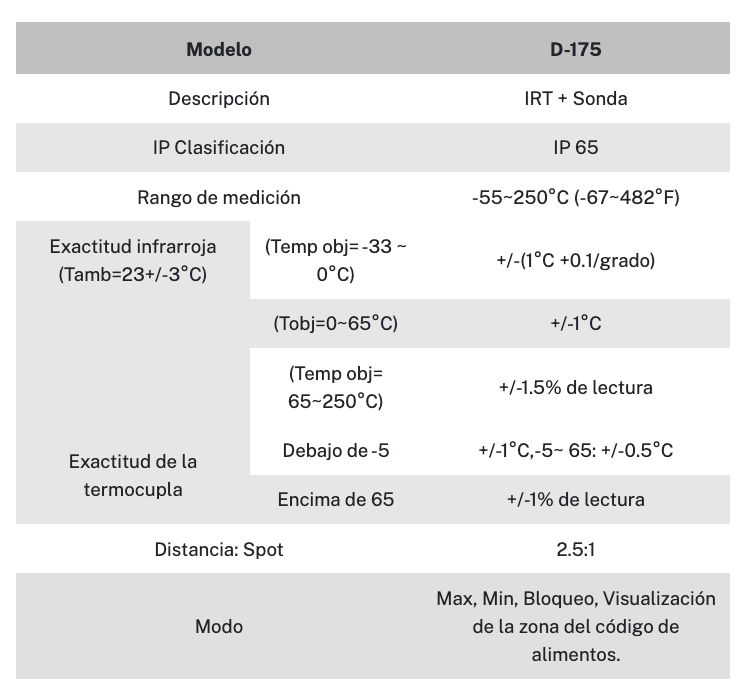 Modelo D-175
Descripción IRT + Sonda
IP Clasificación IP 65
Rango de medición -55~250°C (-67~482°F)
Exactitud infrarroja
(Tamb=23+/-3°C)
(Temp obj= -33 ~
0°C)
+/-(1°C +0.1/grado)
(Tobj=0~65°C) +/-1°C
(Temp obj=
65~250°C)
+/-1.5% de lectura
Exactitud de la
termocupla
Debajo de -5 +/-1°C,-5~ 65: +/-0.5°C
Encima de 65 +/-1% de lectura
Distancia: Spot 2.5:1
Modo
Max, Min, Bloqueo, Visualización
de la zona del código de
alimentos.